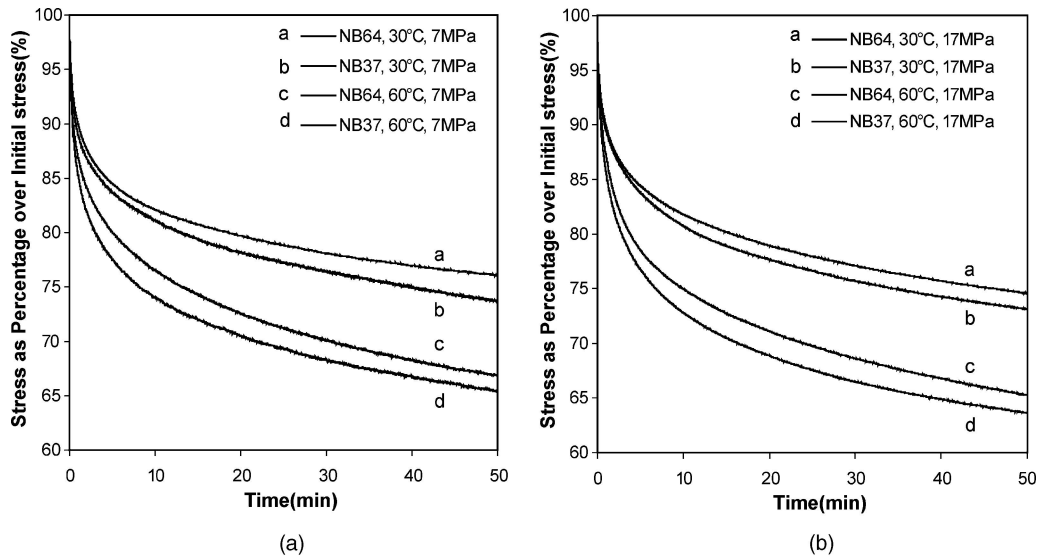 Stress as Percentage over Initial stress(%)
100
95
90
85
80
75
70
65
60
a NB64, 30°C, 7MPa
b NB37, 30°C, 7MPa
c NB64, 60°C, 7MPa
d NB37, 60°C, 7MPa
a
b
c
d
0 10 20 30 40 50
Time(min)
(a)
Stress as Percentage over Initial stress(%)
100
95
90
85
80
75
70
65
60
a NB64, 30°C, 17MPa
b NB37, 30°C, 17MPa
c NB64, 60°C, 17MPa
d NB37, 60°C, 17MPa
a
b
c
d
0 10 20 30 40 50
Time(min)
(b)